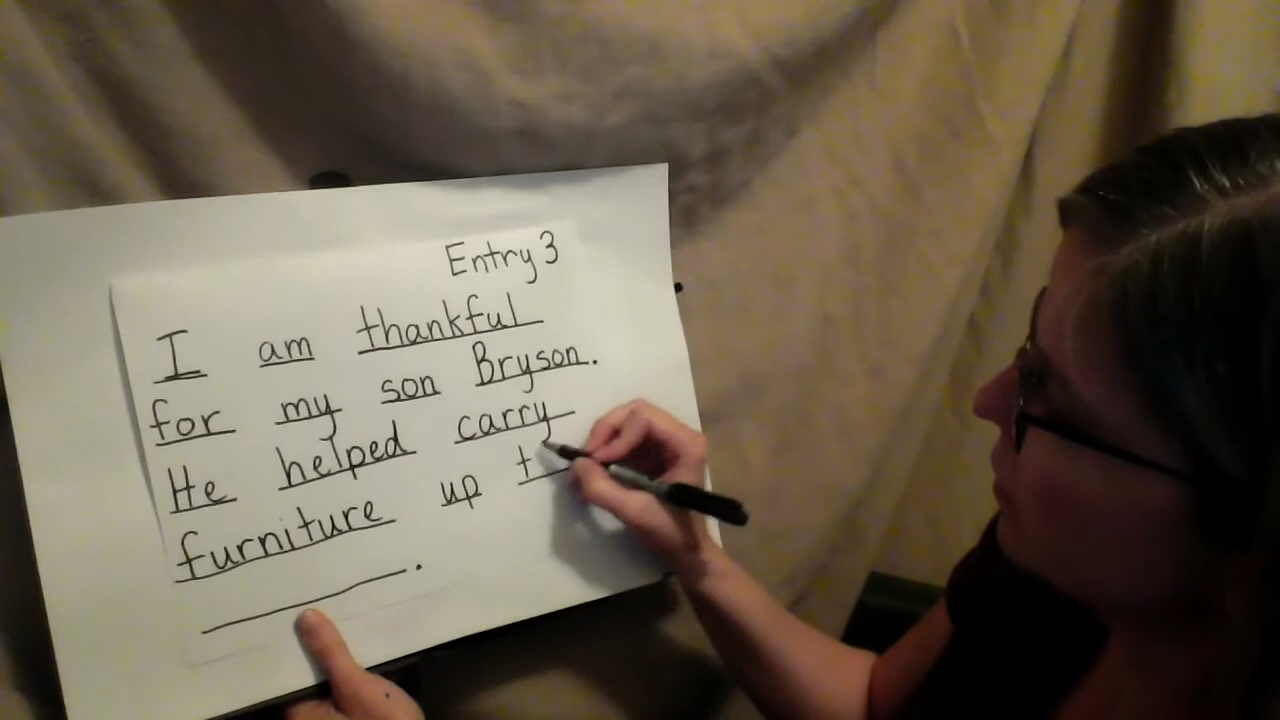 Entry 3
I am thankful
for my son Bryson.
He helped carry
furniture up t
.